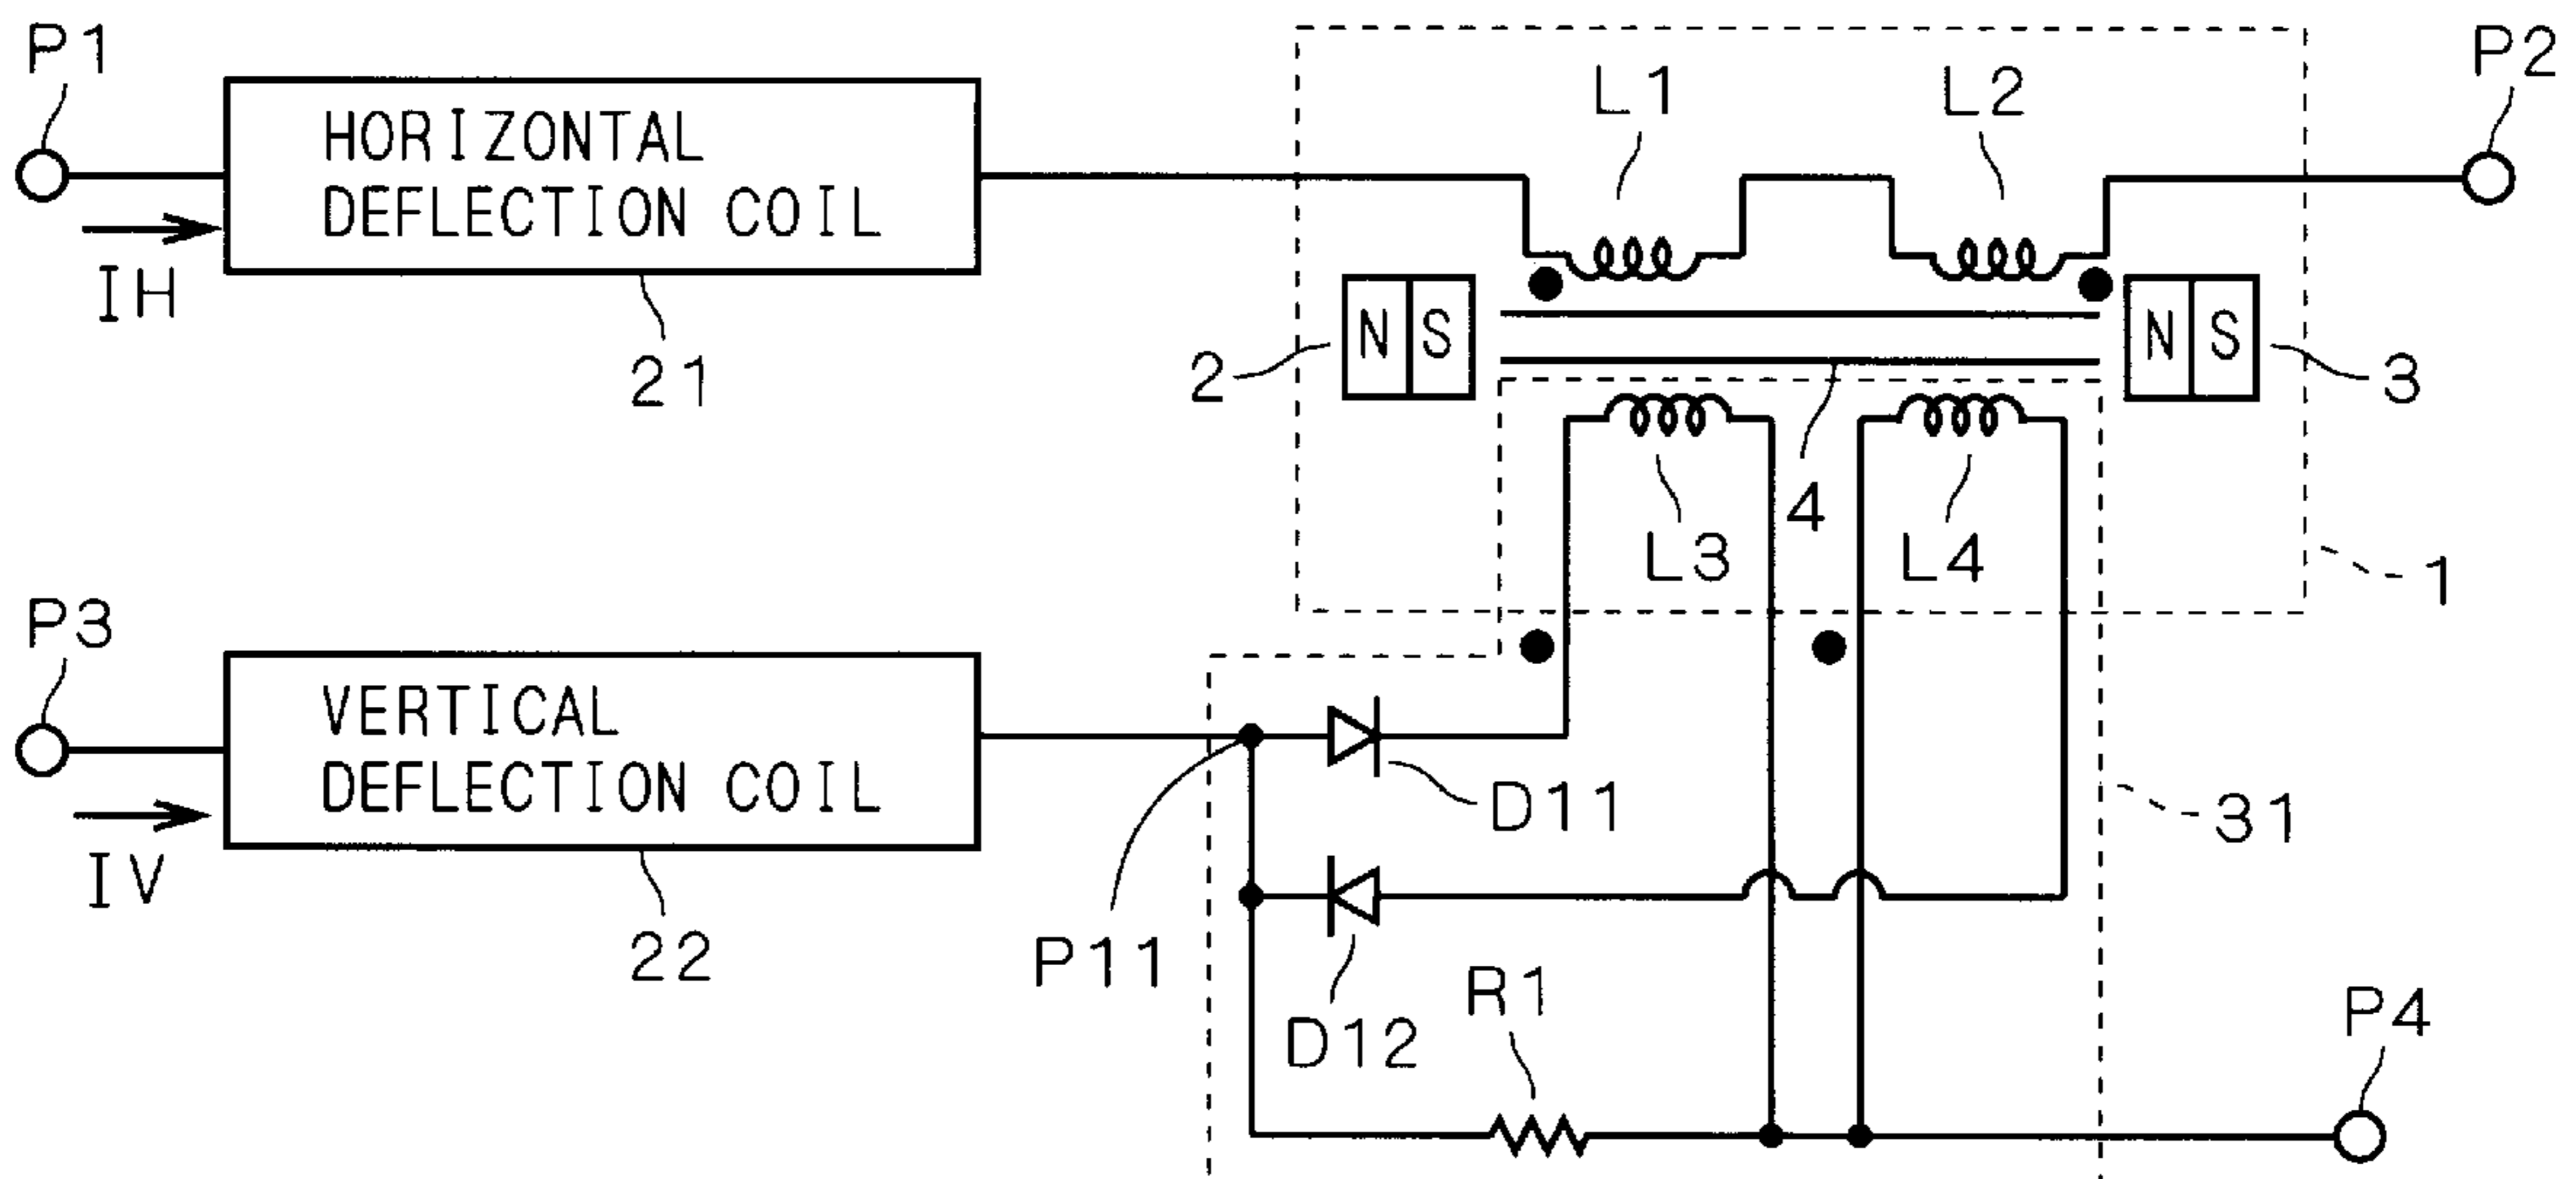 P1
HORIZONTAL
DEFLECTION COIL
IH
21
L1
L2
P2
N S
N S
2
3
4
L3
L4
1
P3
VERTICAL
DEFLECTION COIL
IV
22
D11
31
P11
D12
R1
P4